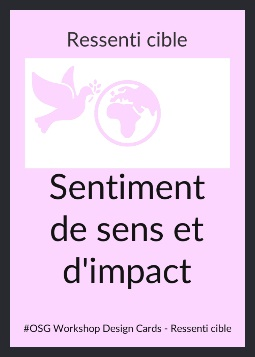 Ressenti cible
Sentiment
de sens et
d'impact
#OSG Workshop Design Cards - Ressenti cible